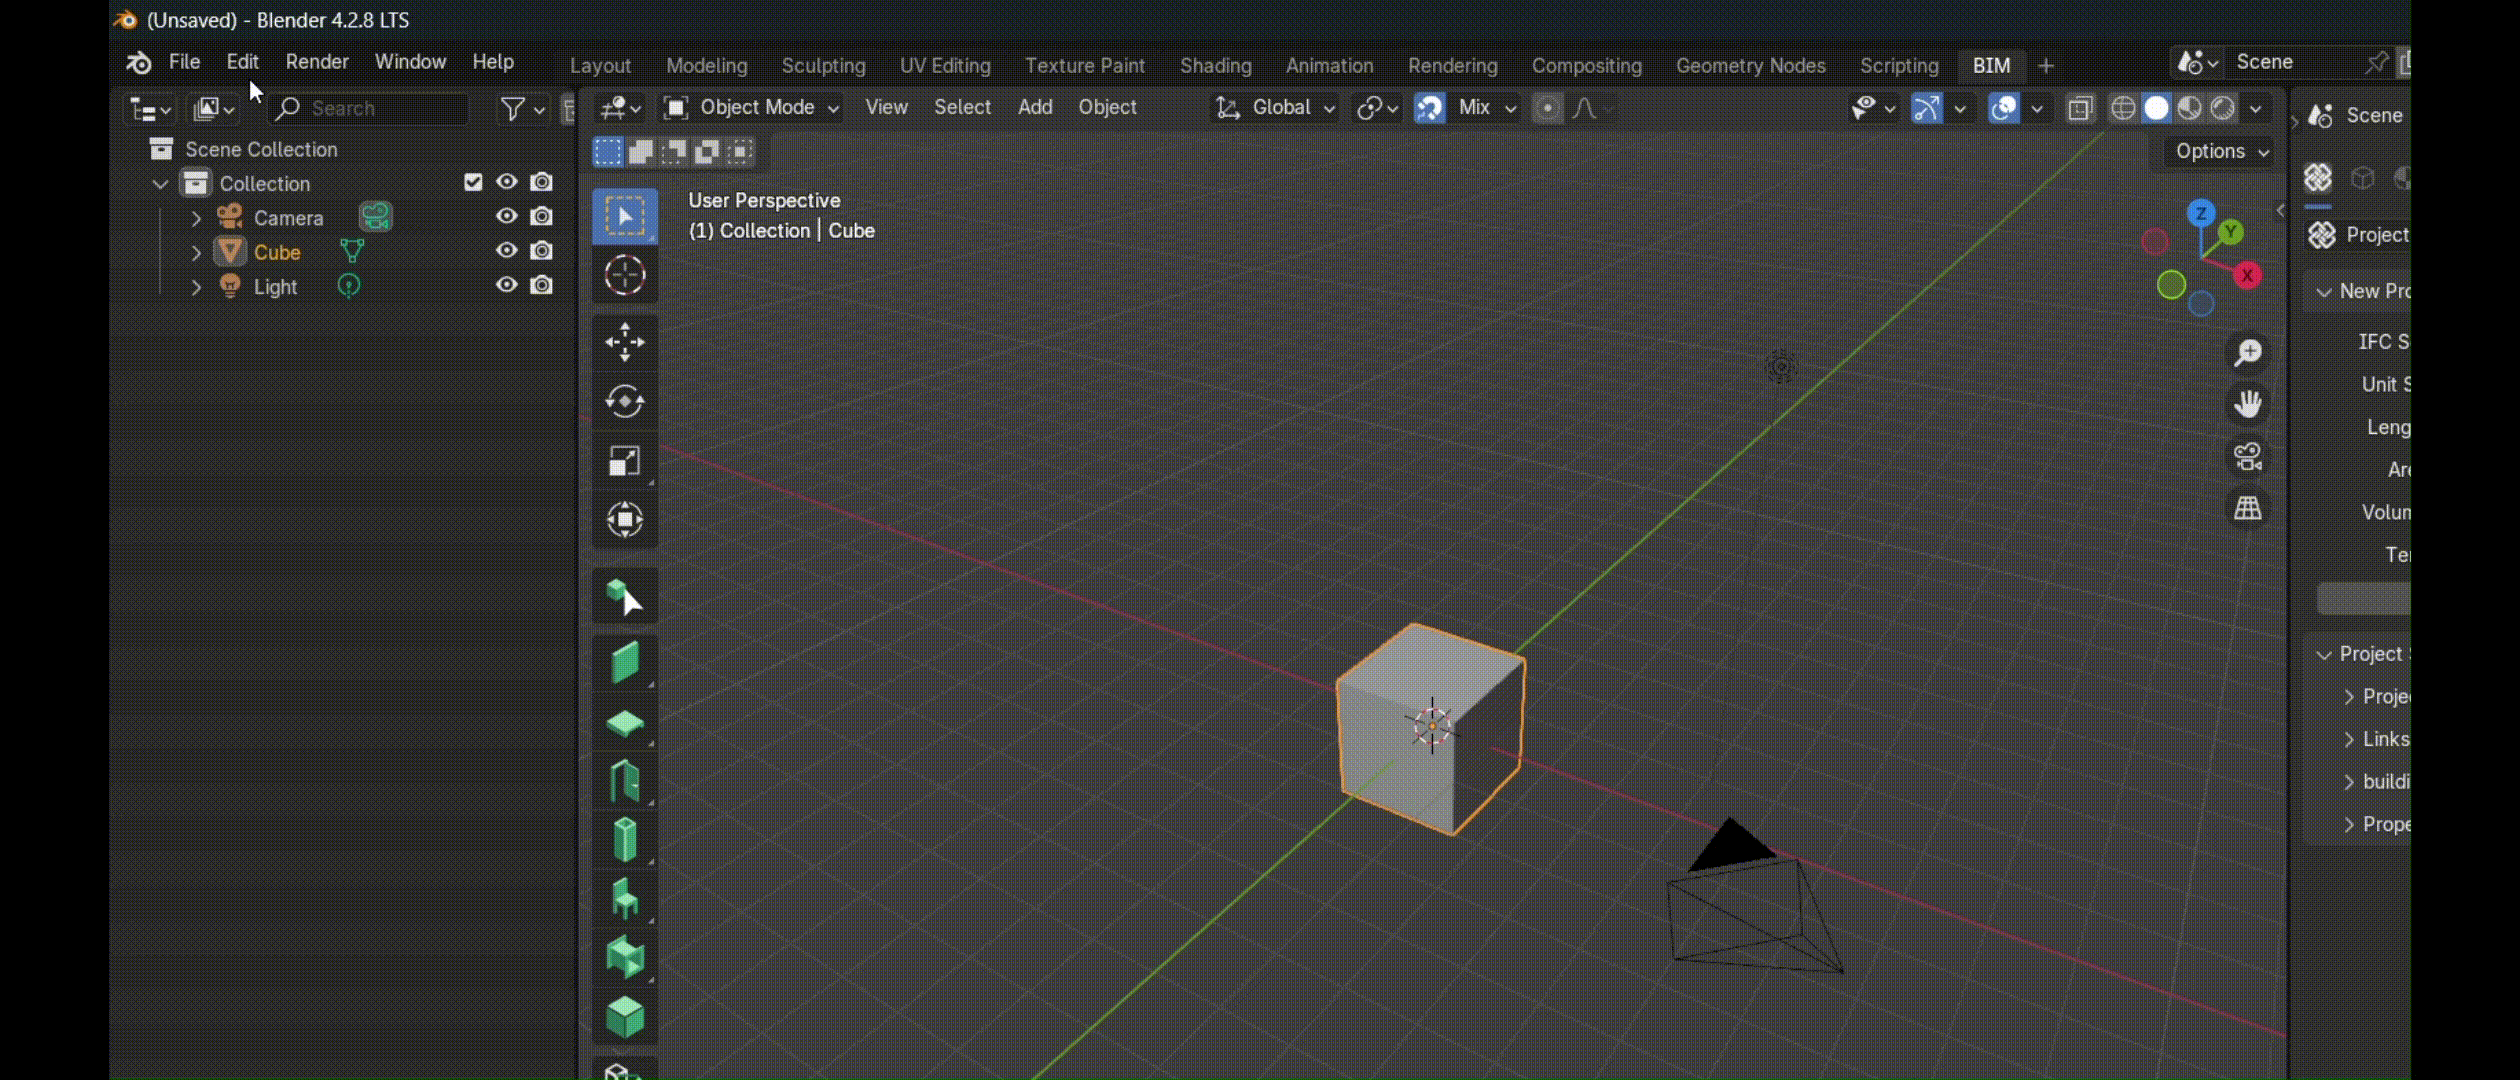 (Unsaved) - Blender 4.2.8 LTS
File Edit Render Window Help Layout Modeling Sculpting UV Editing Texture Paint Shading Animation Rendering Compositing Geometry Nodes Scripting BIM + Scene
Search Object Mode View Select Add Object Global Mix Scene
Scene Collection
Options
Collection
Camera
Cube
Light
User Perspective
(1) Collection | Cube
Z
Y
X
Project
New Pro
IFC S
Unit S
Leng
Are
Volum
Te
Project
Proje
Links
buildi
Prope